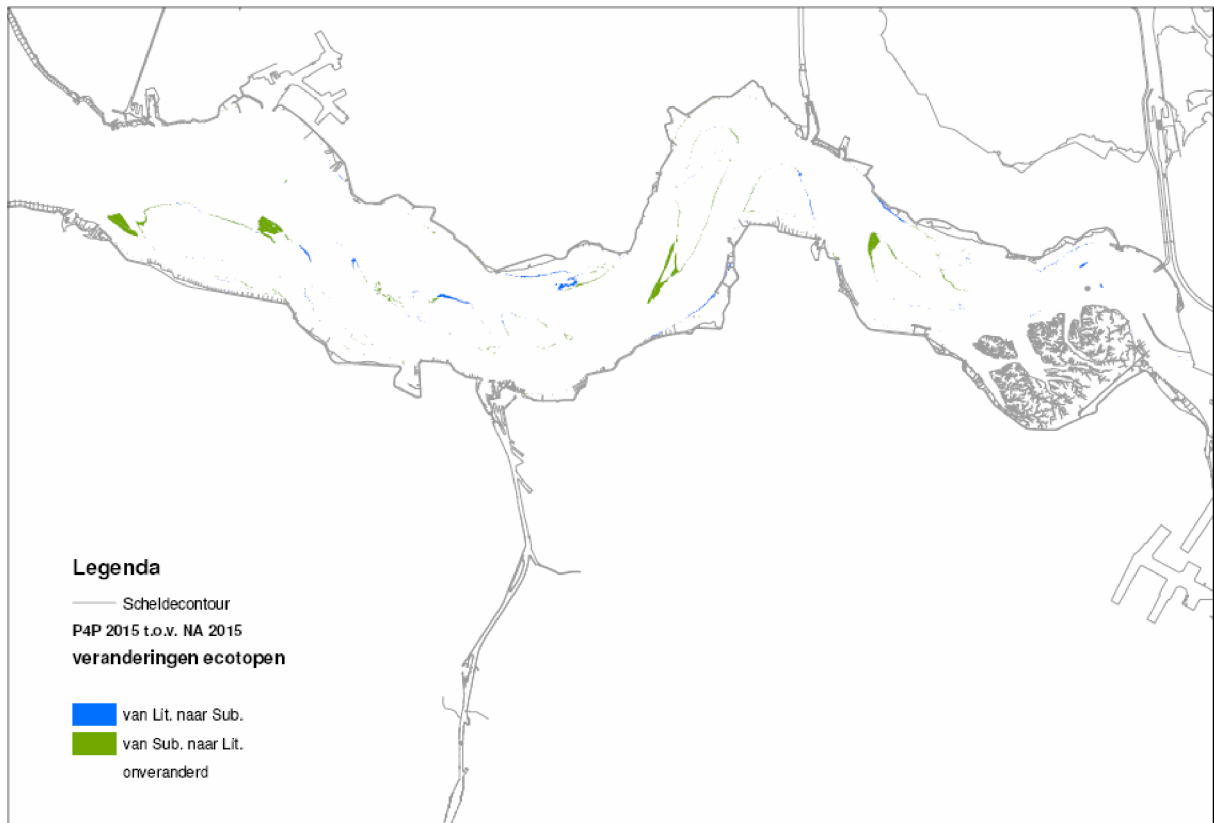 Legenda
Scheldecontour
P4P 2015 t.o.v. NA 2015
veranderingen ecotopen
van Lit. naar Sub.
van Sub. naar Lit.
onveranderd